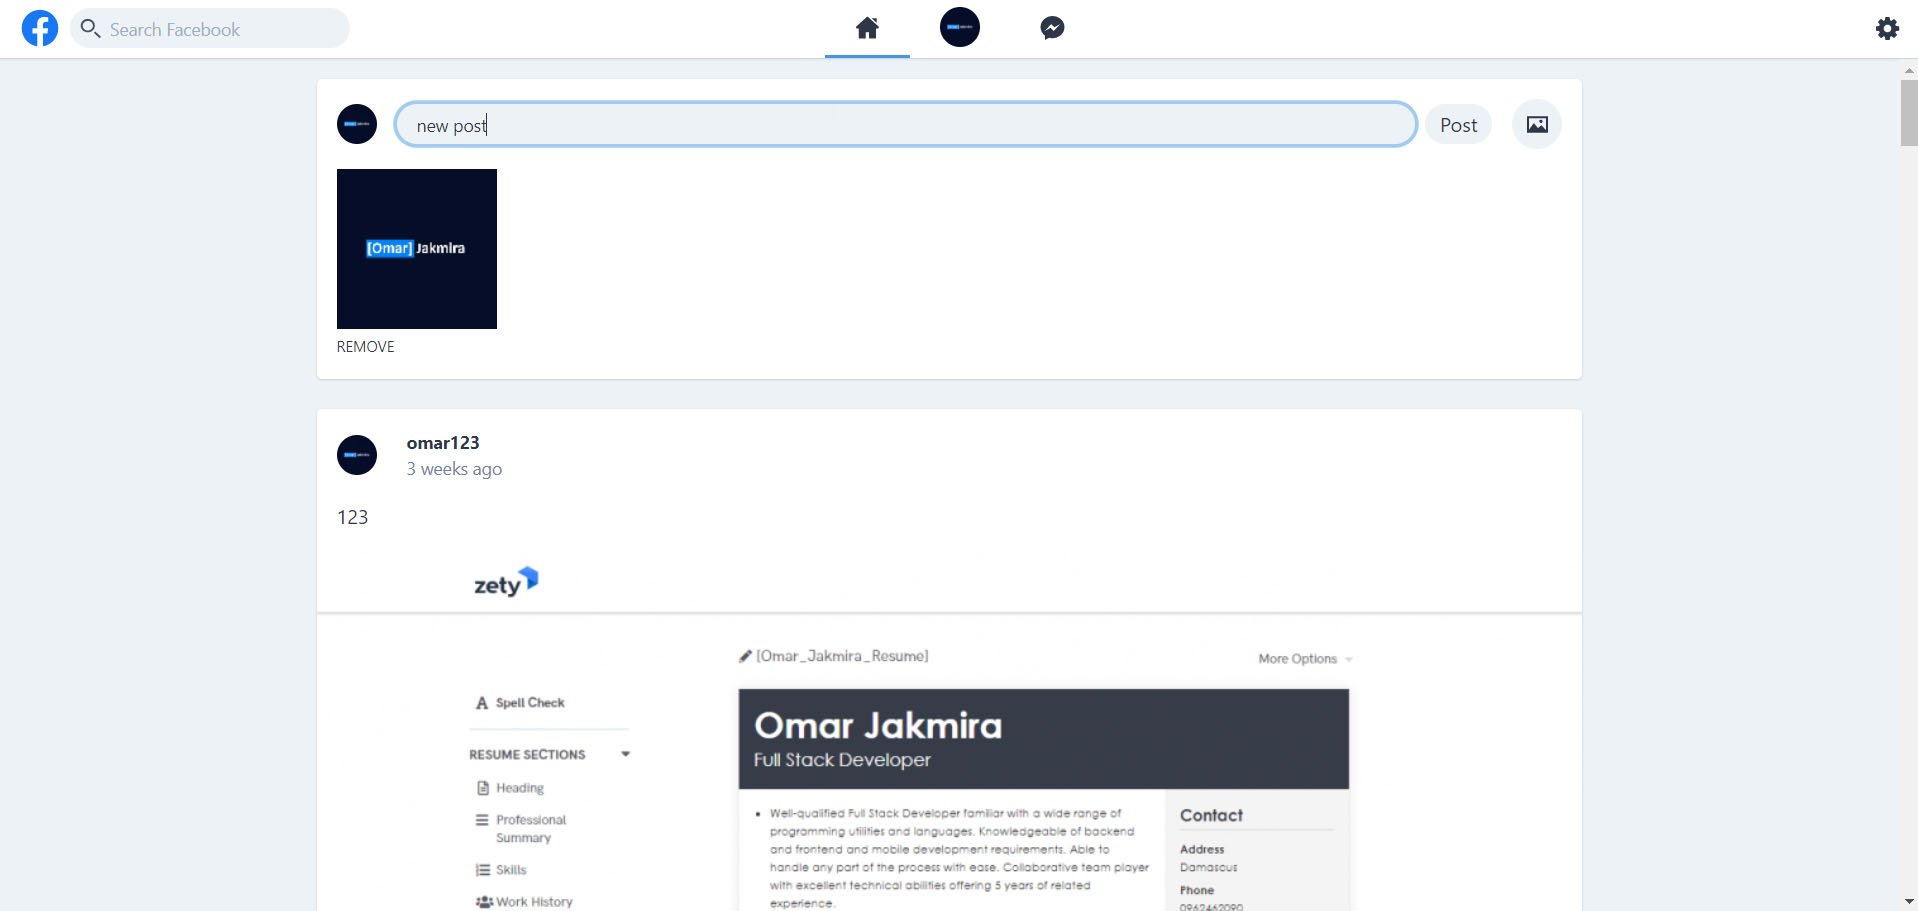 Search Facebook
new post
Post
[Omar] Jakmira
REMOVE
omar123
3 weeks ago
123
zety
[Omar_Jakmira_Resume]
More Options
Spell Check
RESUME SECTIONS
Heading
Professional
Summary
Skills
Work History
Omar Jakmira
Full Stack Developer
Well-qualified Full Stack Developer familiar with a wide range of
programming utilities and languages. Knowledgeable of backend
and frontend and mobile development requirements. Able to
handle any part of the process with ease. Collaborative team player
with excellent technical abilities offering 5 years of related
experience.
Contact
Address
Damascus
Phone
0962462090